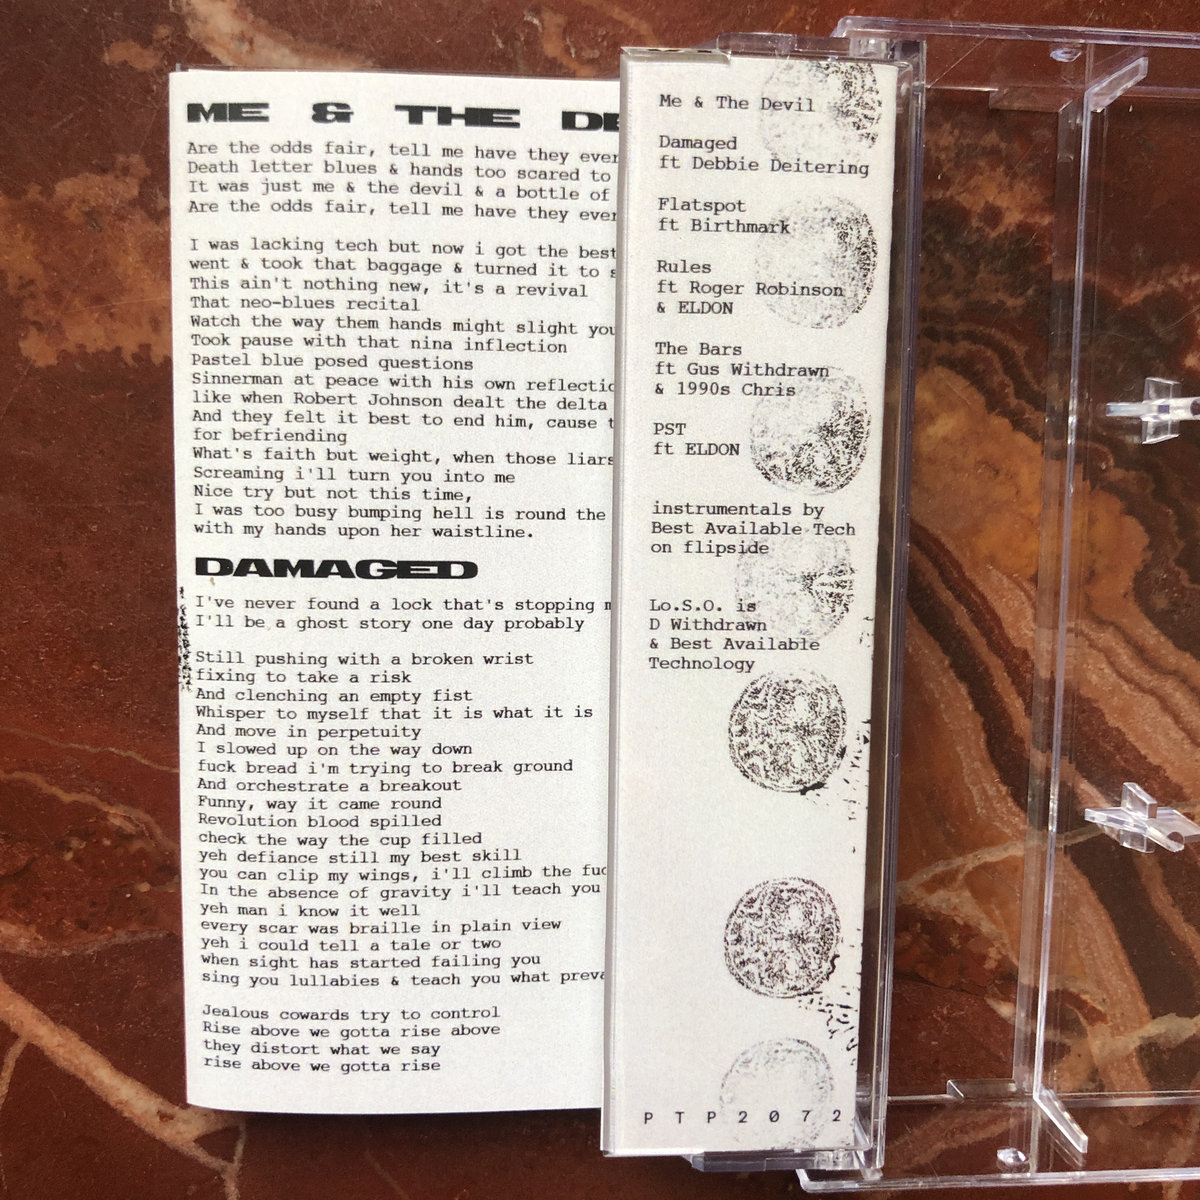 ME & THE
Are the odds fair, tell me have they ever
Death letter blues & hands too scared to
It was just me & the devil & a bottle of
Are the odds fair, tell me have they ever
I was lacking tech but now i got the best
went & took that baggage & turned it to
This ain't nothing new, it's a revival
That neo-blues recital
Watch the way them hands might slight you
Took pause with that nina inflection
Pastel blue posed questions
Sinnerman at peace with his own
like when Robert Johnson dealt the delta
And they felt it best to end him, cause
for befriending
What's faith but weight, when those liars
Screaming i'll turn you into me
Nice try but not this time,
I was too busy bumping hell is round the
with my hands upon her waistline.
DAMAGED
I've never found a lock that's stopping
I'll be a ghost story one day probably
Still pushing with a broken wrist
fixing to take a risk
And clenching an empty fist
Whisper to myself that it is what it is
And move in perpetuity
I slowed up on the way down
fuck bread i'm trying to break ground
And orchestrate a breakout
Funny, way it came round
Revolution blood spilled
check the way the cup filled
yeh defiance still my best skill
you can clip my wings, i'll climb the
In the absence of gravity i'll teach you
yeh man i know it well
every scar was braille in plain view
yeh i could tell a tale or two
when sight has started failing you
sing you lullabies & teach you what
Jealous cowards try to control
Rise above we gotta rise above
they distort what we say
rise above we gotta rise
Me & The Devil
Damaged
ft Debbie Deitering
Flatspot
ft Birthmark
Rules
ft Roger Robinson
& ELDON
The Bars
ft Gus Withdrawn
& 1990s Chris
PST
ft ELDON
instrumentals by
Best Available Tech
on flipside
Lo.S.O. is
D Withdrawn
& Best Available
Technology
PTP2072